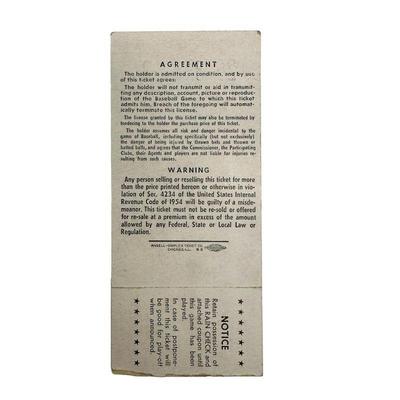 AGREEMENT
The holder is admitted on condition, and by use
of this ticket agrees:
The holder will not transmit or aid in transmit-
ting any description, account, picture or reproduc-
tion of the Baseball Game to which this ticket
admits him. Breach of the foregoing will automat-
ically terminate this license.
The license granted by this ticket may also be terminated by
tendering to the holder the purchase price of this ticket.
The holder assumes all risk and danger incidental to the
game of Baseball, including specifically (but not exclusively)
the danger of being injured by thrown bats and thrown or
batted balls, and agrees that the Commissioner, the Participating
Clubs, their Agents and players are not liable for injuries re-
sulting from such causes.
WARNING
Any person selling or reselling this ticket for more
than the price printed hereon or otherwise in viola-
tion of Sec. 4234 of the United States Internal
Revenue Code of 1954 will be guilty of a misde-
meanor. This ticket must not be re-sold or offered
for re-sale at a premium in excess of the amount
allowed by any Federal, State or Local Law or
Regulation.
ANSELL-SIMPLEX TICKET CO.
CHICAGO, ILL.
NOTICE
Retain possession of
this RAIN CHECK and
attached coupon until
this game has been
played.
In case of postpone-
ment this ticket will
be good for play-off
when announced.